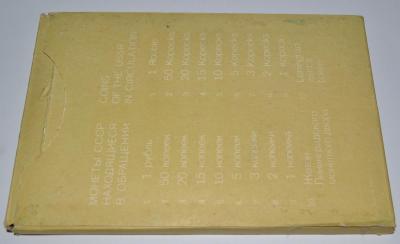 МОНЕТЫ СССР
НАХОДЯЩИЕСЯ
В ОБРАЩЕНИИ
1 рубль
50 копеек
20 копеек
15 копеек
10 копеек
5 копеек
3 копейки
2 копейки
1 копейка
Жетон
Ленинградского
монетного двора
COINS
OF THE USSR
IN CIRCULATION
1 Rouble
50 Kopecks
20 Kopecks
15 Kopecks
10 Kopecks
5 Kopecks
3 Kopecks
2 Kopecks
1 Kopeck
Leningrad